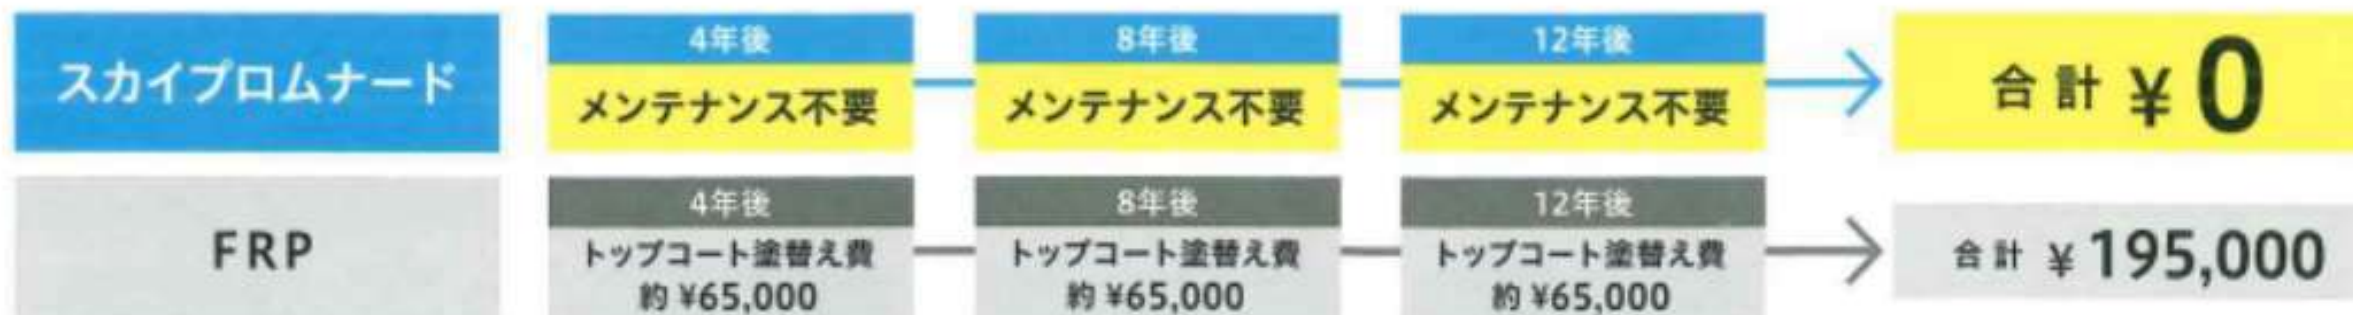 スカイプロムナード
4年後
メンテナンス不要
8年後
メンテナンス不要
12年後
メンテナンス不要
合計 ¥0
FRP
4年後
トップコート塗替え費
約 ¥65,000
8年後
トップコート塗替え費
約 ¥65,000
12年後
トップコート塗替え費
約 ¥65,000
合計 ¥195,000